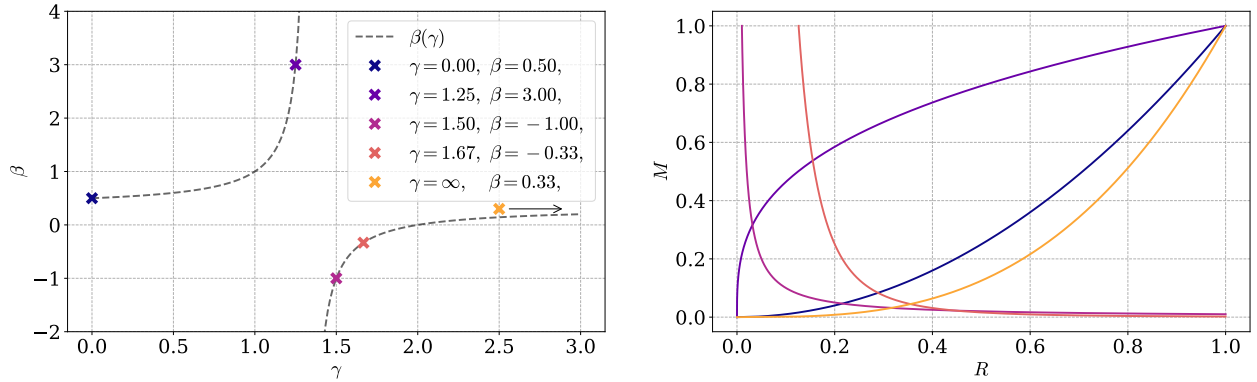 4
3
2
1
0
−1
−2
β
0.0 0.5 1.0 1.5 2.0 2.5 3.0
γ
β(γ)
γ = 0.00, β = 0.50,
γ = 1.25, β = 3.00,
γ = 1.50, β = −1.00,
γ = 1.67, β = −0.33,
γ = ∞, β = 0.33,
1.0
0.8
0.6
0.4
0.2
0.0
M
0.0 0.2 0.4 0.6 0.8 1.0
R